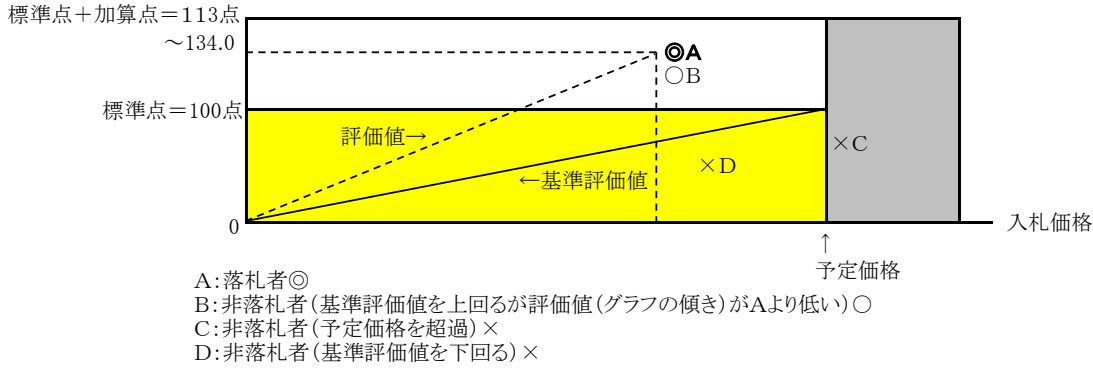 標準点＋加算点＝113点
～134.0
◎A
○B
標準点＝100点
評価値→
×C
×D
←基準評価値
0
入札価格
↑
予定価格
A：落札者◎
B：非落札者（基準評価値を上回るが評価値（グラフの傾き）がAより低い）○
C：非落札者（予定価格を超過）×
D：非落札者（基準評価値を下回る）×